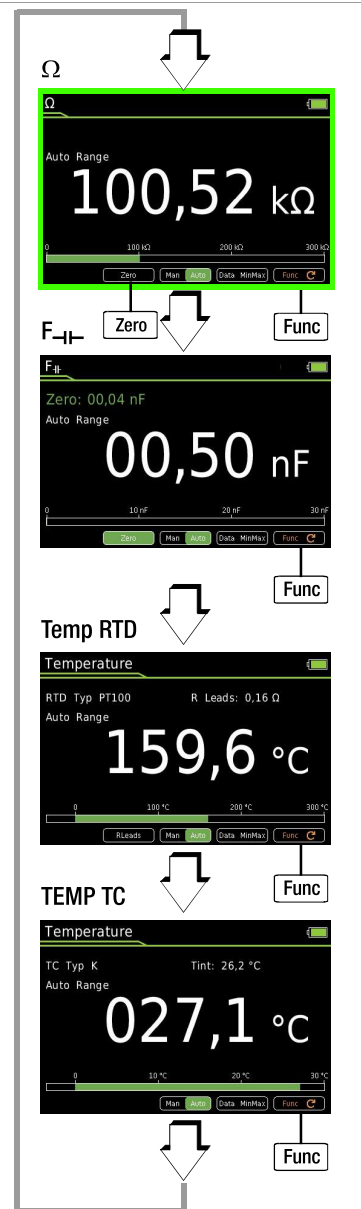 Ω
Ω
Auto Range
100,52 kΩ
0 100 kΩ 200 kΩ 300 kΩ
Zero Man Auto Data MinMax Func
Zero Func
F
F
Zero: 00,04 nF
Auto Range
00,50 nF
0 10 nF 20 nF 30 nF
Zero Man Auto Data MinMax Func
Func
Temp RTD
Temperature
RTD Typ PT100 R Leads: 0,16 Ω
Auto Range
159,6 °C
0 100 °C 200 °C 300 °C
RLeads Man Auto Data MinMax Func
Func
TEMP TC
Temperature
TC Typ K Tint: 26,2 °C
Auto Range
027,1 °C
0 10 °C 20 °C 30 °C
Man Auto Data MinMax Func
Func